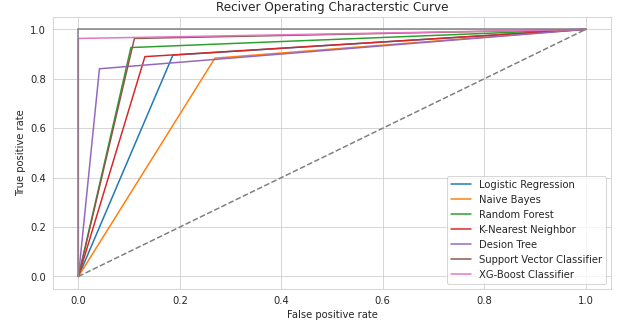 Reciver Operating Characterstic Curve
True positive rate
1.0
0.8
0.6
0.4
0.2
0.0
0.0 0.2 0.4 0.6 0.8 1.0
False positive rate
Logistic Regression
Naive Bayes
Random Forest
K-Nearest Neighbor
Desion Tree
Support Vector Classifier
XG-Boost Classifier